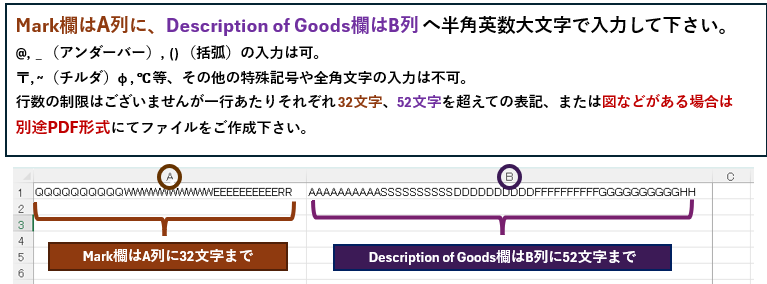 Mark欄はA列に、Description of Goods欄はB列 へ半角英数大文字で入力して下さい。
@, _ （アンダーバー）, () （括弧）の入力は可。
〒, ~ （チルダ）φ , ℃等、その他の特殊記号や全角文字の入力は不可。
行数の制限はございませんが一行あたりそれぞれ32文字、52文字を超えての表記、または図などがある場合は
別途PDF形式にてファイルをご作成下さい。
A B C
1 QQQQQQQQQQWWWWWWWWWWEEEEEEEEEERR AAAAAAAAAASSSSSSSSSSDDDDDDDDDDFFFFFFFFFFGGGGGGGGGGHH
2
3
4
5 Mark欄はA列に32文字まで Description of Goods欄はB列に52文字まで
6